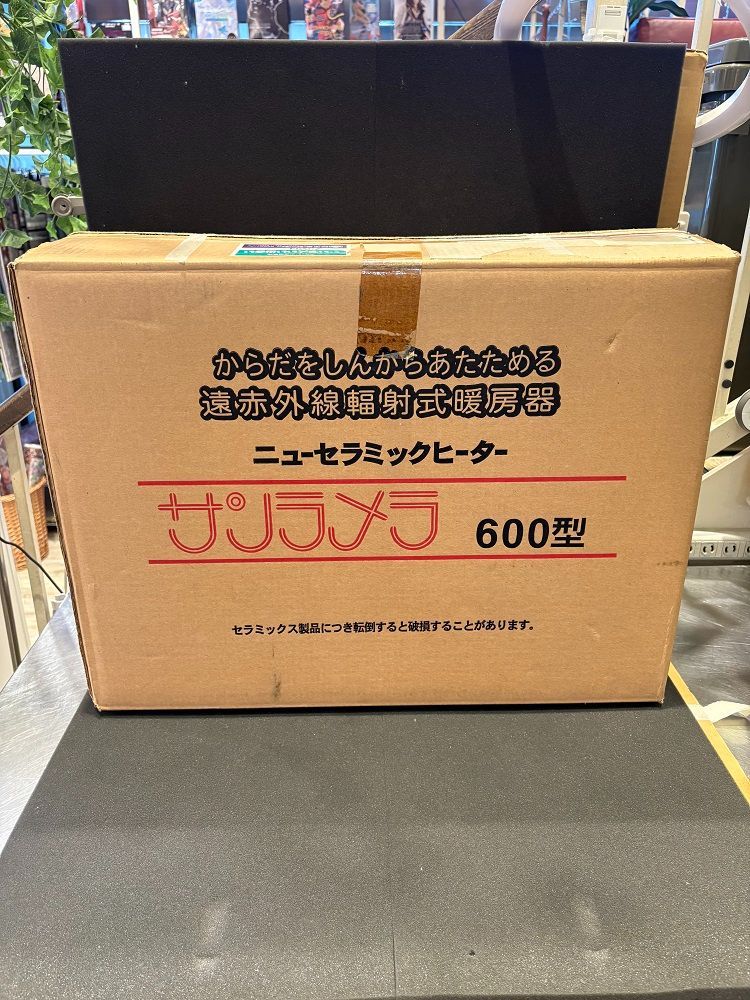 からだをしんからあたためる
遠赤外線輻射式暖房器
ニューセラミックヒーター
サンラメラ 600型
セラミックス製品につき転倒すると破損することがあります。